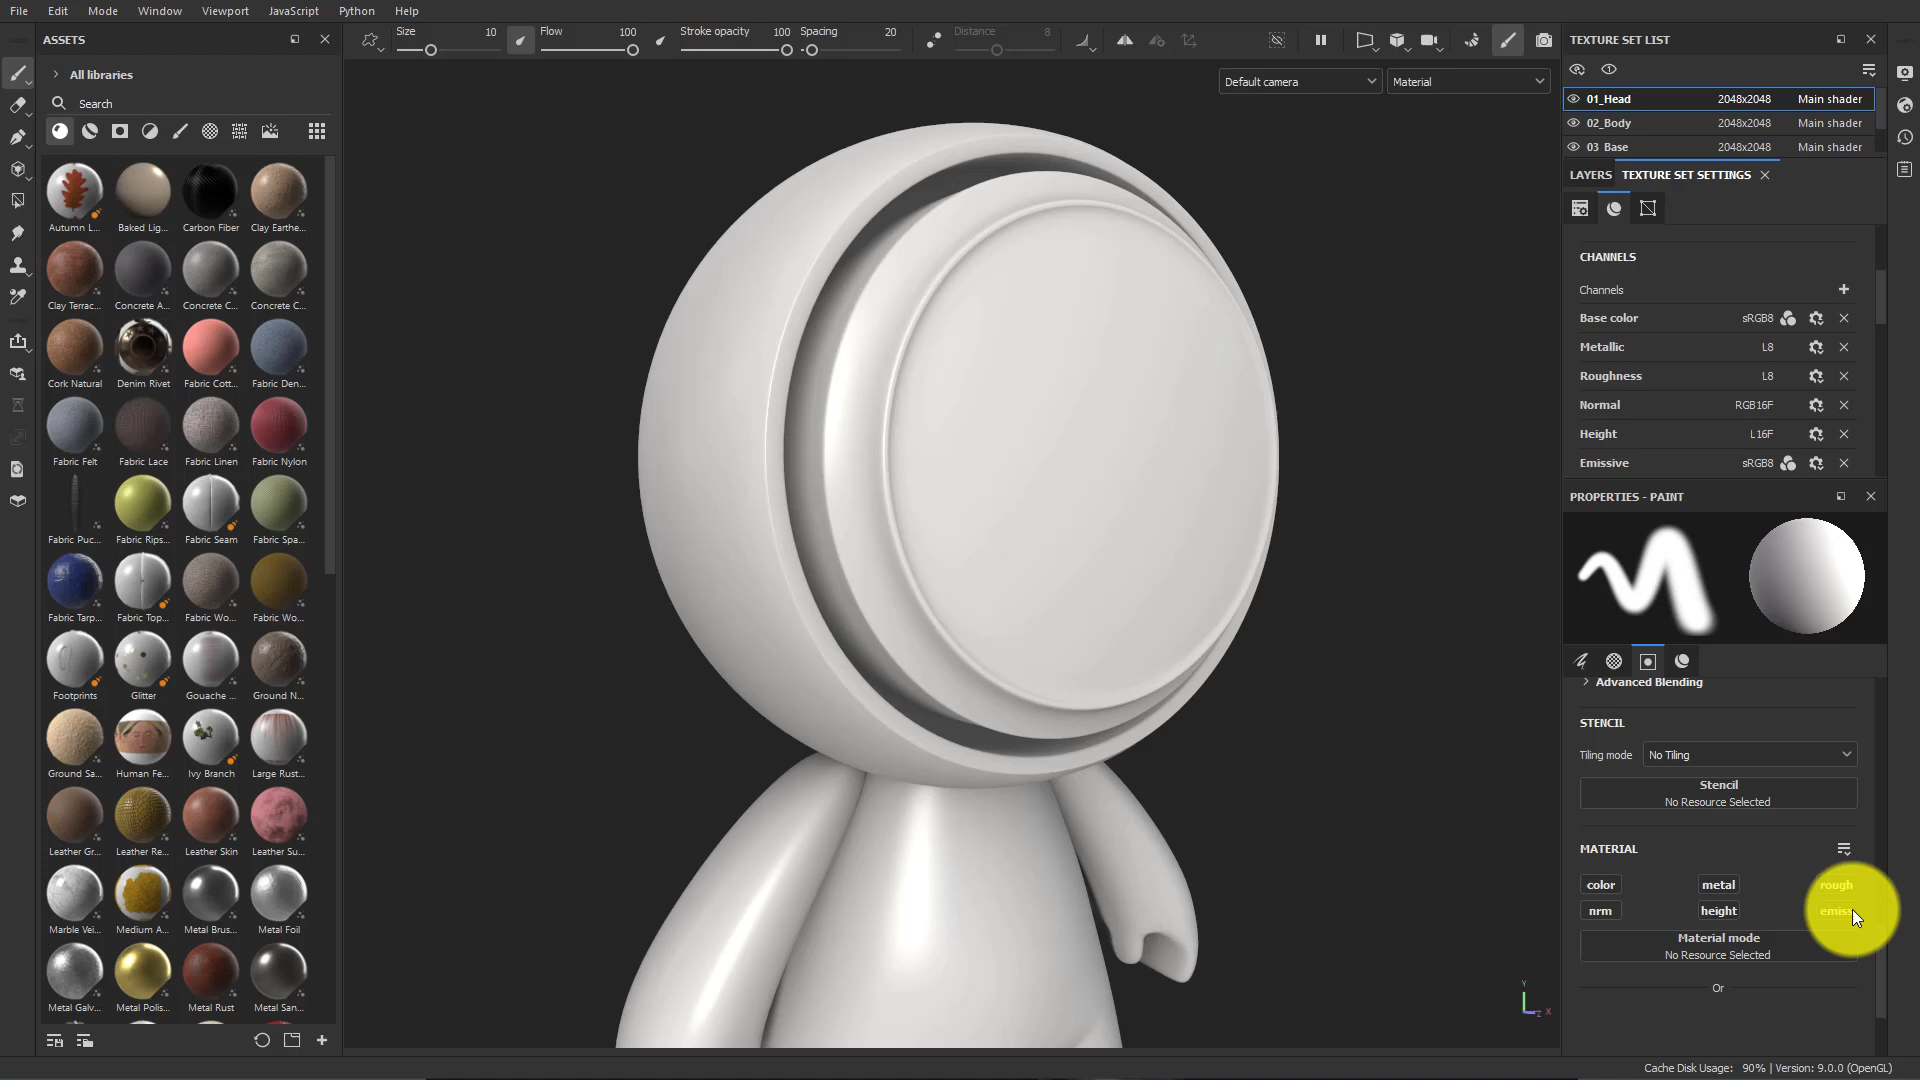 File Edit Mode Window Viewport JavaScript Python Help
ASSETS
All libraries
Search
Autumn L... Baked Lig... Carbon Fiber Clay Earthe...
Clay Terrac... Concrete A... Concrete C... Concrete C...
Cork Natural Denim Rivet Fabric Cott... Fabric Den...
Fabric Felt Fabric Lace Fabric Linen Fabric Nylon
Fabric Puc... Fabric Rips... Fabric Seam Fabric Spa...
Fabric Tarp... Fabric Top... Fabric Wo... Fabric Wo...
Footprints Glitter Gouache ... Ground N...
Ground Sa... Human Fe... Ivy Branch Large Rust...
Leather Gr... Leather Re... Leather Skin Leather Su...
Marble Vei... Medium A... Metal Brus... Metal Foil
Metal Galv... Metal Polis... Metal Rust Metal San...
Size 10 Flow 100 Stroke opacity 100 Spacing 20 Distance 8
Default camera Material
Y
Z X
TEXTURE SET LIST
01_Head 2048x2048 Main shader
02_Body 2048x2048 Main shader
03 Base 2048x2048 Main shader
LAYERS TEXTURE SET SETTINGS
CHANNELS
Channels
Base color sRGB8
Metallic L8
Roughness L8
Normal RGB16F
Height L16F
Emissive sRGB8
PROPERTIES - PAINT
Advanced Blending
STENCIL
Tiling mode No Tiling
Stencil
No Resource Selected
MATERIAL
color metal rough
nrm height emiss
Material mode
No Resource Selected
Or
Cache Disk Usage: 90% | Version: 9.0.0 (OpenGL)